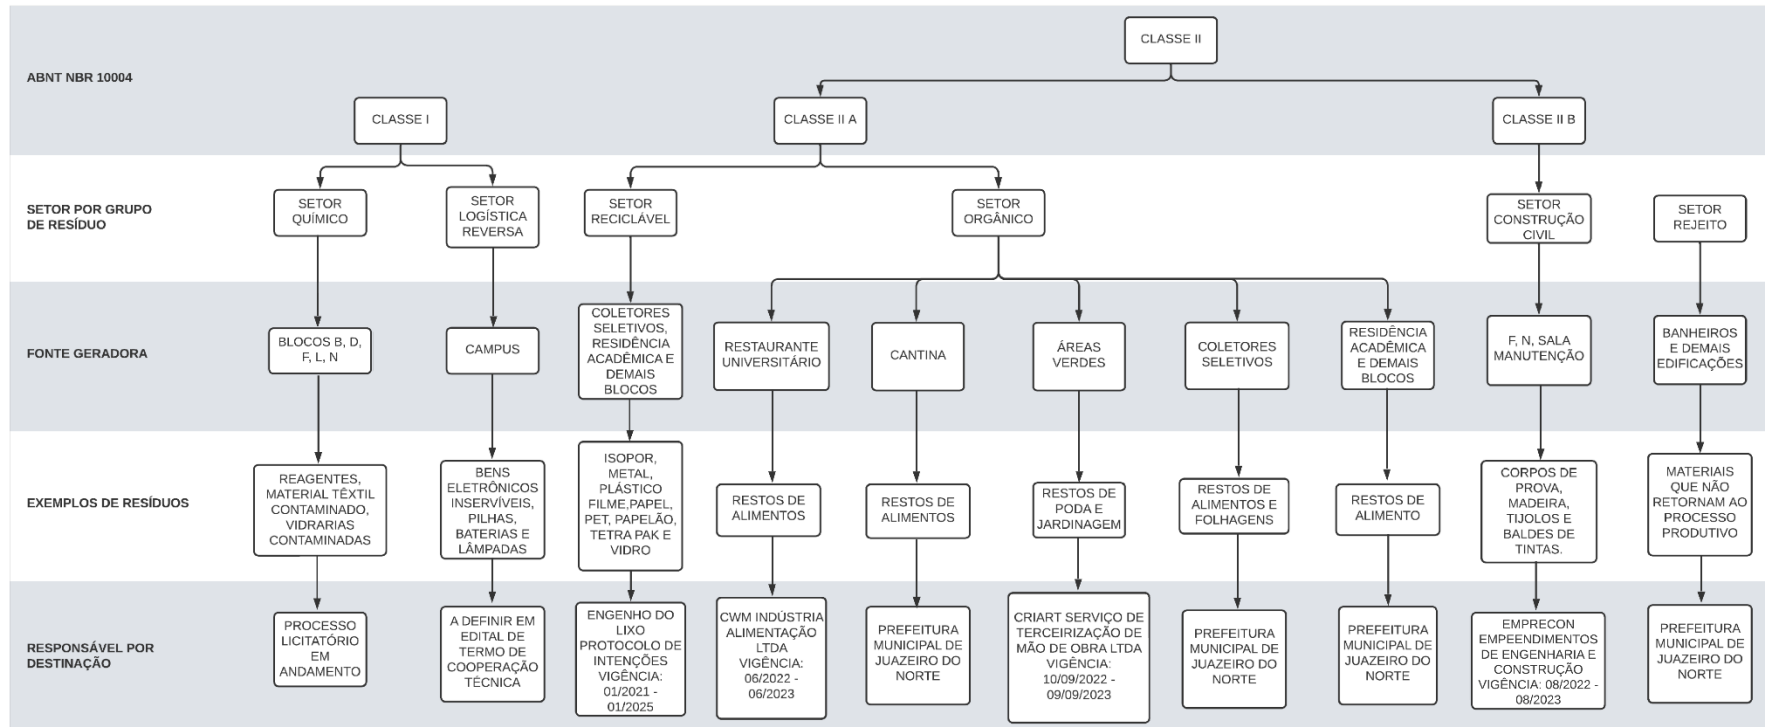 CLASSE II
ABNT NBR 10004
CLASSE I
CLASSE II A
CLASSE II B
SETOR POR GRUPO
DE RESÍDUO
SETOR
QUÍMICO
SETOR
LOGÍSTICA
REVERSA
SETOR
RECICLÁVEL
SETOR
ORGÂNICO
SETOR
CONSTRUÇÃO
CIVIL
SETOR
REJEITO
FONTE GERADORA
BLOCOS B, D,
F, L, N
CAMPUS
COLETORES
SELETIVOS,
RESIDÊNCIA
ACADÊMICA E
DEMAIS
BLOCOS
RESTAURANTE
UNIVERSITÁRIO
CANTINA
ÁREAS
VERDES
COLETORES
SELETIVOS
RESIDÊNCIA
ACADÊMICA
E DEMAIS
BLOCOS
F, N, SALA
MANUTENÇÃO
BANHEIROS
E DEMAIS
EDIFICAÇÕES
EXEMPLOS DE RESÍDUOS
REAGENTES,
MATERIAL TÊXTIL
CONTAMINADO,
VIDRARIAS
CONTAMINADAS
BENS
ELETRÔNICOS
INSERVÍVEIS,
PILHAS,
BATERIAS E
LÂMPADAS
ISOPOR,
METAL,
PLÁSTICO
FILME,PAPEL,
PET, PAPELÃO,
TETRA PAK E
VIDRO
RESTOS DE
ALIMENTOS
RESTOS DE
ALIMENTOS
RESTOS DE
PODA E
JARDINAGEM
RESTOS DE
ALIMENTOS E
FOLHAGENS
RESTOS DE
ALIMENTO
CORPOS DE
PROVA,
MADEIRA,
TIJOLOS E
BALDES DE
TINTAS.
MATERIAIS
QUE NÃO
RETORNAM AO
PROCESSO
PRODUTIVO
RESPONSÁVEL POR
DESTINAÇÃO
PROCESSO
LICITATÓRIO
EM
ANDAMENTO
A DEFINIR EM
EDITAL DE
TERMO DE
COOPERAÇÃO
TÉCNICA
ENGENHO DO
LIXO
PROTOCOLO DE
INTENÇÕES
VIGÊNCIA:
01/2021 -
01/2025
CWM INDÚSTRIA
ALIMENTAÇÃO
LTDA
VIGÊNCIA:
06/2022 -
06/2023
PREFEITURA
MUNICIPAL DE
JUAZEIRO DO
NORTE
CRIART SERVIÇO DE
TERCEIRIZAÇÃO DE
MÃO DE OBRA LTDA
VIGÊNCIA:
10/09/2022 -
09/09/2023
PREFEITURA
MUNICIPAL DE
JUAZEIRO DO
NORTE
PREFEITURA
MUNICIPAL DE
JUAZEIRO DO
NORTE
EMPRECON
EMPEENDIMENTOS
DE ENGENHARIA E
CONSTRUÇÃO
VIGÊNCIA: 08/2022 -
08/2023
PREFEITURA
MUNICIPAL DE
JUAZEIRO DO
NORTE